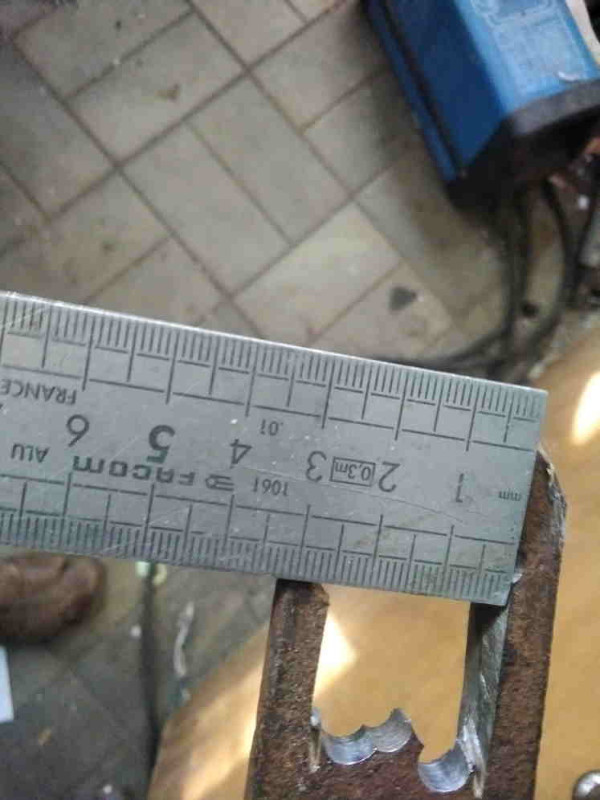 mm 1 2 0,3m 3 4 5 6
1061 .01
FACOM ALU
FRANCE